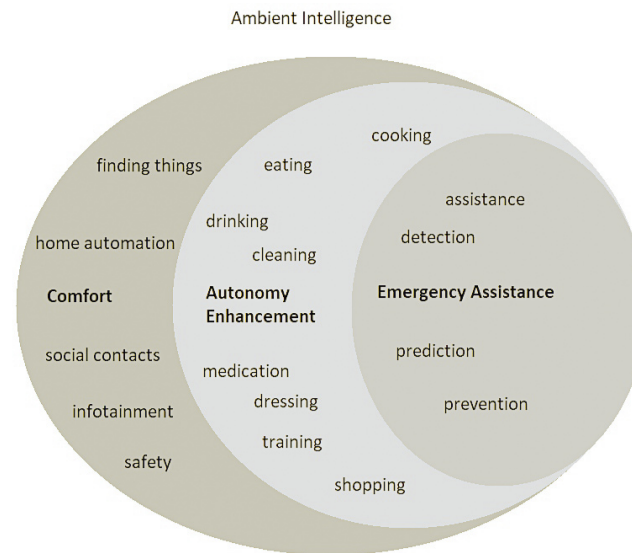 Ambient Intelligence
cooking
finding things
eating
assistance
drinking
detection
home automation
cleaning
Comfort
Autonomy
Enhancement
Emergency Assistance
social contacts
prediction
medication
dressing
infotainment
prevention
training
safety
shopping